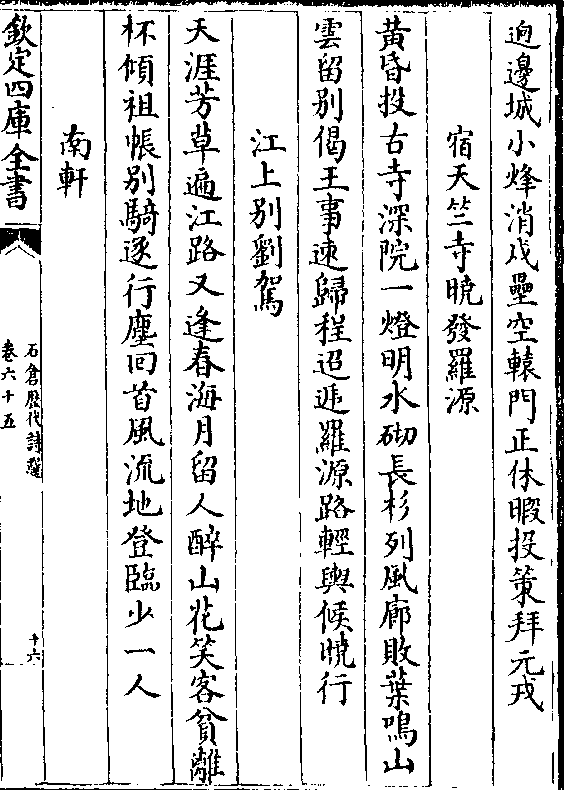 迥邊城小烽消戍壘空轅門正休暇投策拜元戎
宿天竺寺曉發羅源
黃昏投古寺深院一燈明水砌長杉列風廊敗葉鳴山
雲留别偈王事速歸程迢遞羅源路輕輿候曉行
江上别劉駕
天涯芳草遍江路又逢春海月留人醉山花笑客貧離
杯傾祖帳别騎逐行塵回首風流地登臨少一人
南軒
欽定四庫全書
石倉歷代詩選
卷六十五
十六